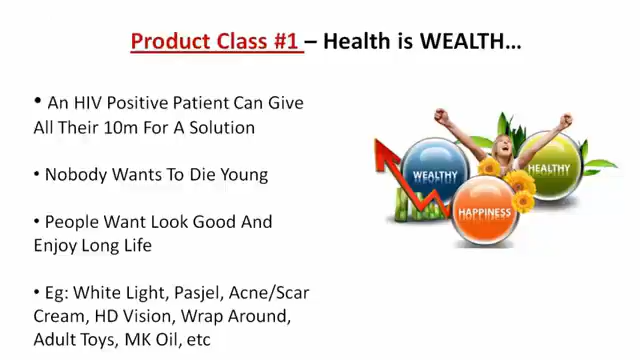 Product Class #1 – Health is WEALTH…
• An HIV Positive Patient Can Give
All Their 10m For A Solution
• Nobody Wants To Die Young
• People Want Look Good And
Enjoy Long Life
• Eg: White Light, Pasjel, Acne/Scar
Cream, HD Vision, Wrap Around,
Adult Toys, MK Oil, etc
WEALTHY
HEALTHY
HAPPINESS